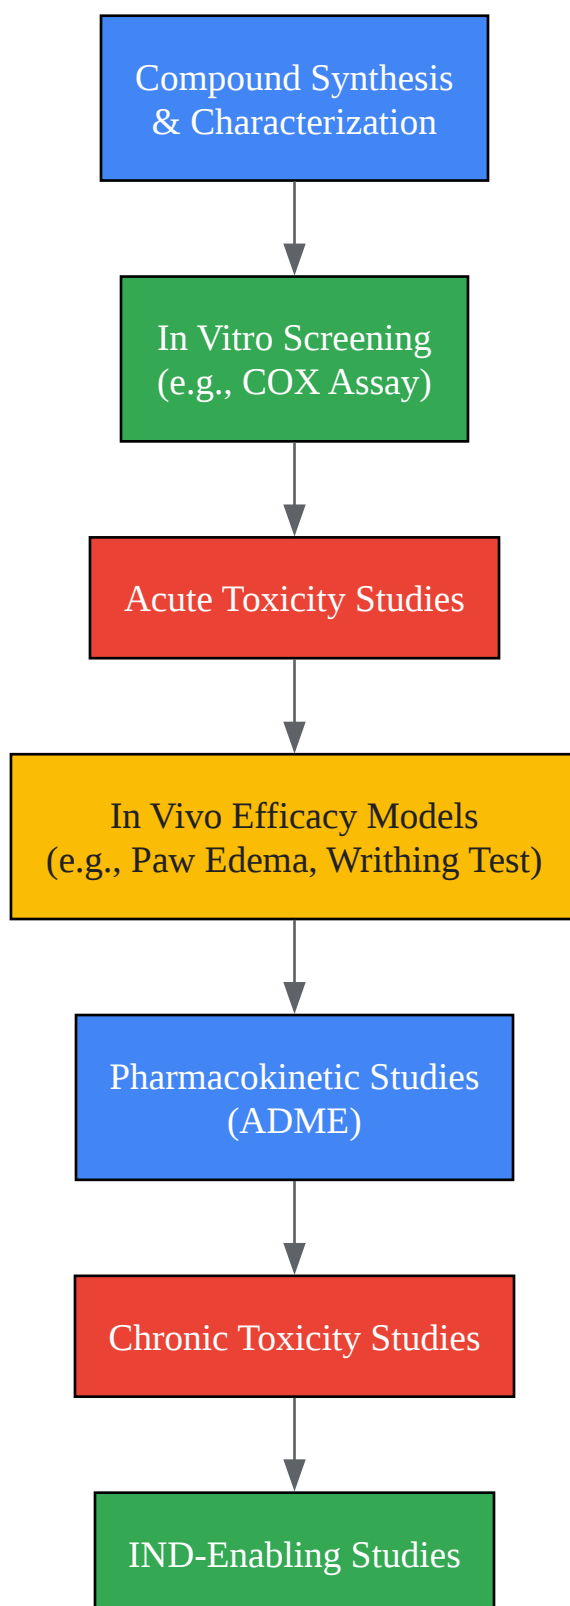 Compound Synthesis
& Characterization
In Vitro Screening
(e.g., COX Assay)
Acute Toxicity Studies
In Vivo Efficacy Models
(e.g., Paw Edema, Writhing Test)
Pharmacokinetic Studies
(ADME)
Chronic Toxicity Studies
IND-Enabling Studies